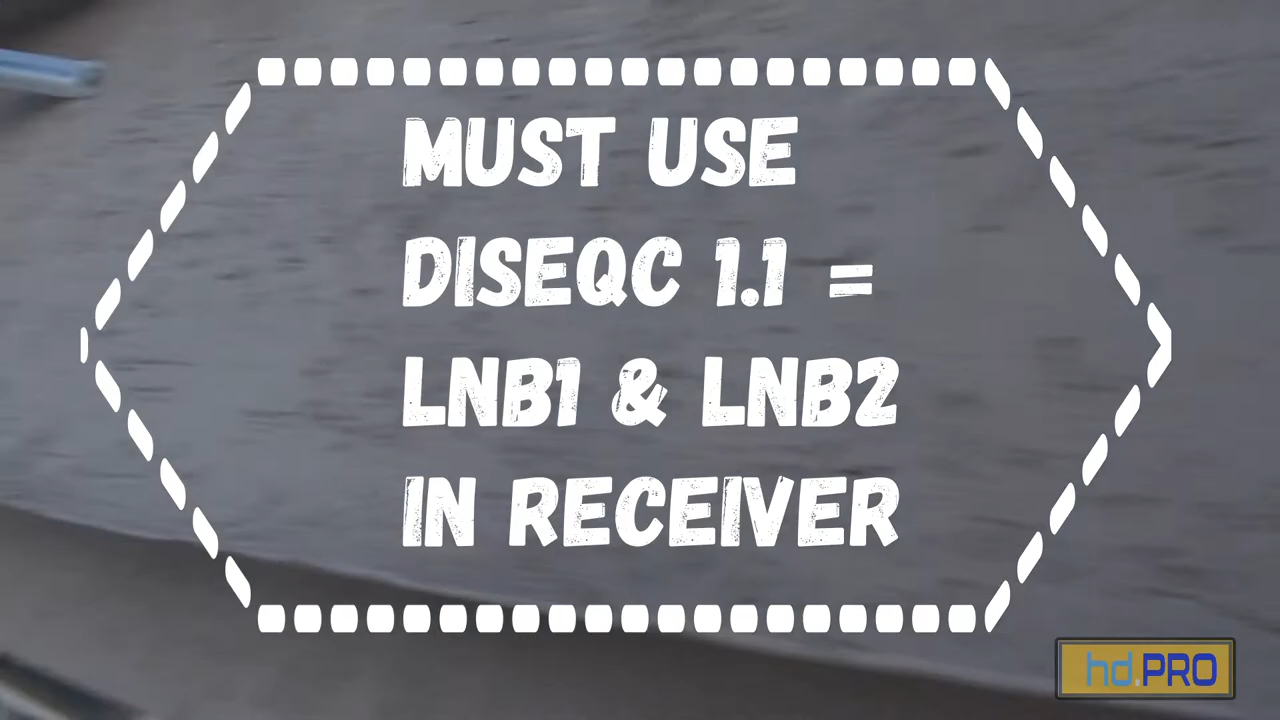 MUST USE
DISEQC 1.1 =
LNB1 & LNB2
IN RECEIVER
hd.PRO